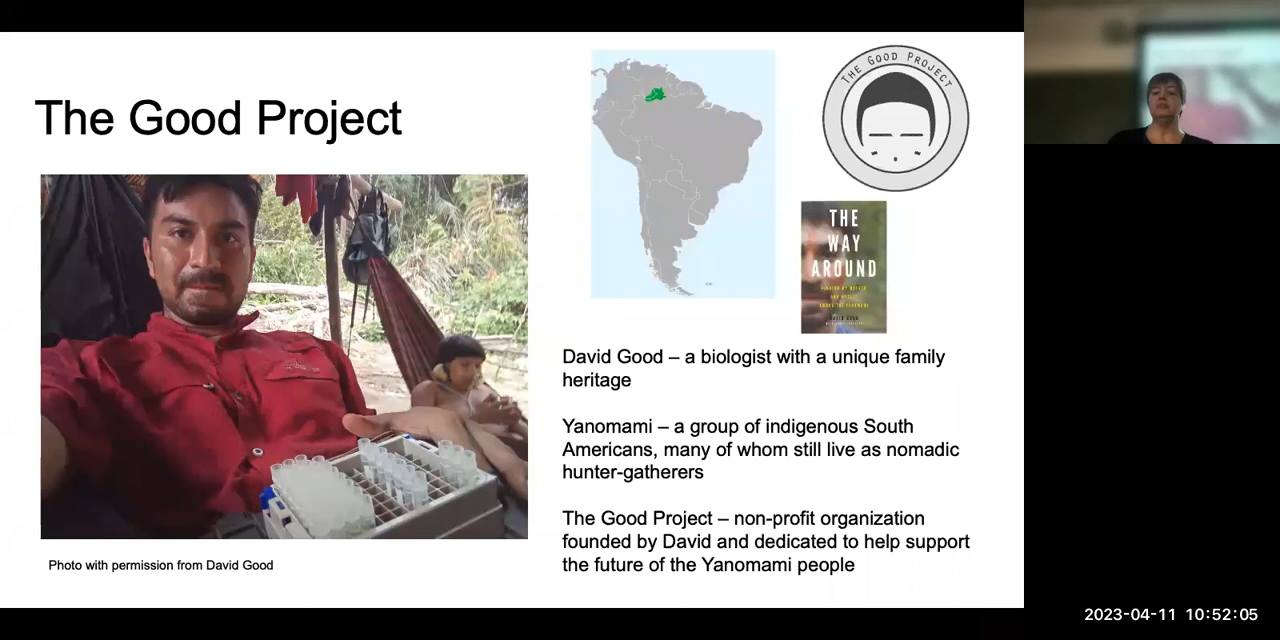 The Good Project
THE GOOD PROJECT
THE
WAY
AROUND
DAVID GOOD
David Good – a biologist with a unique family
heritage
Yanomami – a group of indigenous South
Americans, many of whom still live as nomadic
hunter-gatherers
The Good Project – non-profit organization
founded by David and dedicated to help support
the future of the Yanomami people
Photo with permission from David Good
2023-04-11 10:52:05